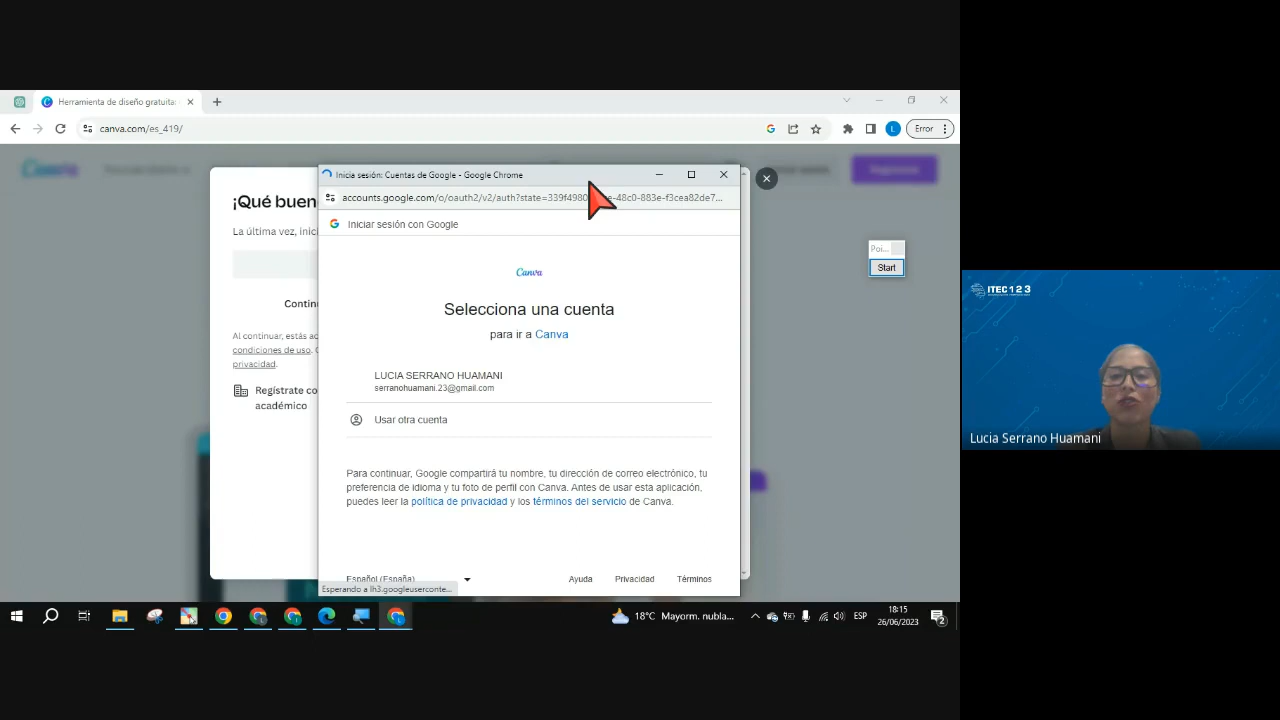 Herramienta de diseño gratuita:
canva.com/es_419/
Error
Inicia sesión: Cuentas de Google - Google Chrome
accounts.google.com/o/oauth2/v2/auth?state=339f4980
-48c0-883e-f3cea82de7...
Iniciar sesión con Google
¡Qué buen
La última vez, inici
Contin
Al continuar, estás ac
condiciones de uso.
privacidad.
Regístrate co
académico
Canva
Selecciona una cuenta
para ir a Canva
LUCIA SERRANO HUAMANI
serranohuamani.23@gmail.com
Usar otra cuenta
Para continuar, Google compartirá tu nombre, tu dirección de correo electrónico, tu
preferencia de idioma y tu foto de perfil con Canva. Antes de usar esta aplicación,
puedes leer la política de privacidad y los términos del servicio de Canva.
Español (España)
Ayuda
Privacidad
Términos
Esperando a lh3.googleuserconte...
Poi...
Start
ITEC 1 2 3
Lucia Serrano Huamani
18°C Mayorm. nubla...
ESP
18:15
26/06/2023
2